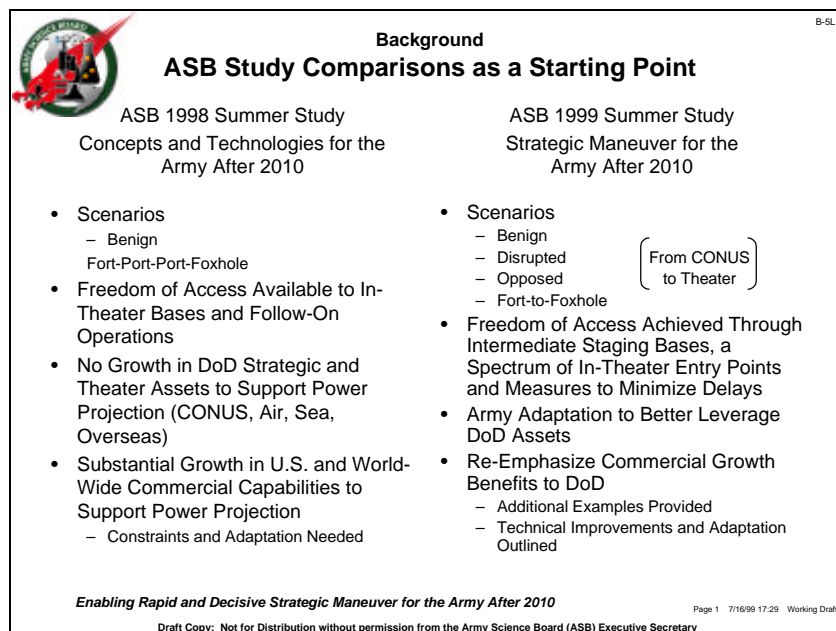 B-5L
Background
ASB Study Comparisons as a Starting Point
ASB 1998 Summer Study
Concepts and Technologies for the
Army After 2010
• Scenarios
– Benign
Fort-Port-Port-Foxhole
• Freedom of Access Available to In-
Theater Bases and Follow-On
Operations
• No Growth in DoD Strategic and
Theater Assets to Support Power
Projection (CONUS, Air, Sea,
Overseas)
• Substantial Growth in U.S. and World-
Wide Commercial Capabilities to
Support Power Projection
– Constraints and Adaptation Needed
ASB 1999 Summer Study
Strategic Maneuver for the
Army After 2010
• Scenarios
– Benign
– Disrupted
– Opposed
– Fort-to-Foxhole
From CONUS
to Theater
• Freedom of Access Achieved Through
Intermediate Staging Bases, a
Spectrum of In-Theater Entry Points
and Measures to Minimize Delays
• Army Adaptation to Better Leverage
DoD Assets
• Re-Emphasize Commercial Growth
Benefits to DoD
– Additional Examples Provided
– Technical Improvements and Adaptation
Outlined
Enabling Rapid and Decisive Strategic Maneuver for the Army After 2010
Page 1 7/16/99 17:29 Working Draft
Draft Copy: Not for Distribution without permission from the Army Science Board (ASB) Executive Secretary